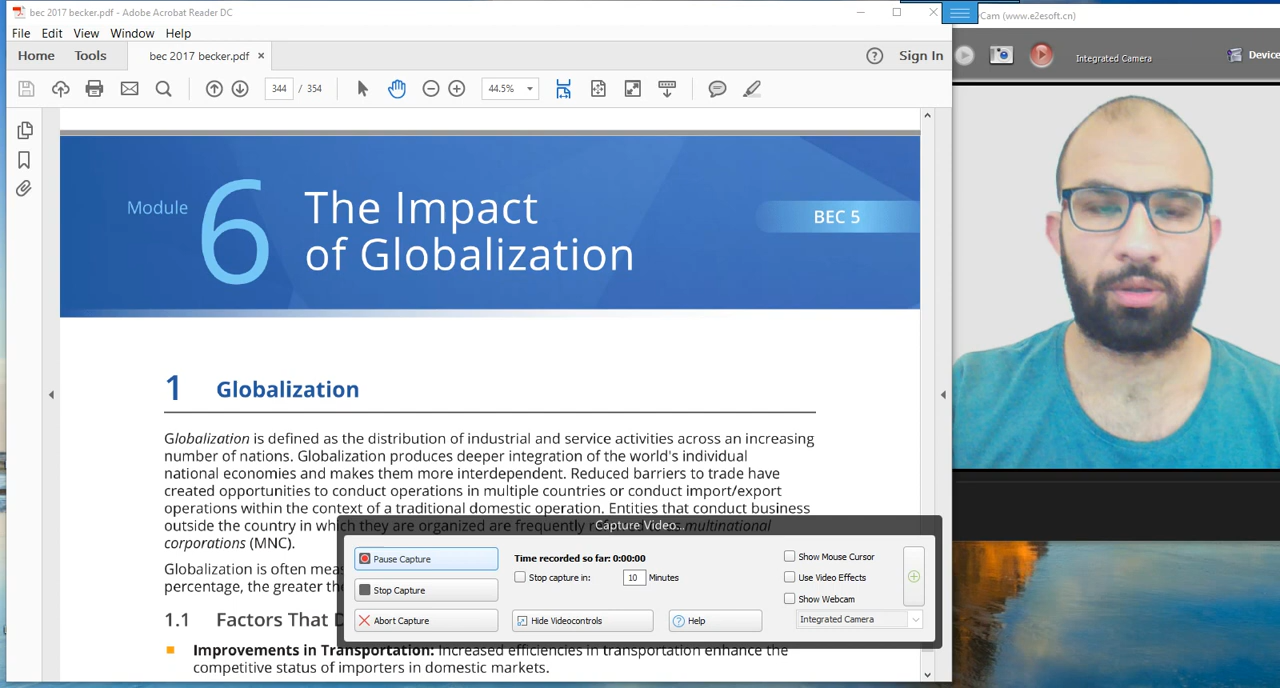 bec 2017 becker.pdf - Adobe Acrobat Reader DC
Cam (www.e2esoft.cn)
File Edit View Window Help
Home Tools bec 2017 becker.pdf × Sign In
Integrated Camera
344 / 354
44.5%
Module 6 The Impact
of Globalization
BEC 5
1 Globalization
Globalization is defined as the distribution of industrial and service activities across an increasing
number of nations. Globalization produces deeper integration of the world's individual
national economies and makes them more interdependent. Reduced barriers to trade have
created opportunities to conduct operations in multiple countries or conduct import/export
operations within the context of a traditional domestic operation. Entities that conduct business
outside the country in which they are organized are frequently multinational
corporations (MNC).
Globalization is often
percentage, the greater
1.1 Factors That
Improvements in Transportation: Increased efficiencies in transportation enhance the
competitive status of importers in domestic markets.
Capture Video...
Pause Capture
Stop Capture
Abort Capture
Time recorded so far: 0:00:00
Stop capture in: 10 Minutes
Hide Videocontrols
Help
Show Mouse Cursor
Use Video Effects
Show Webcam
Integrated Camera